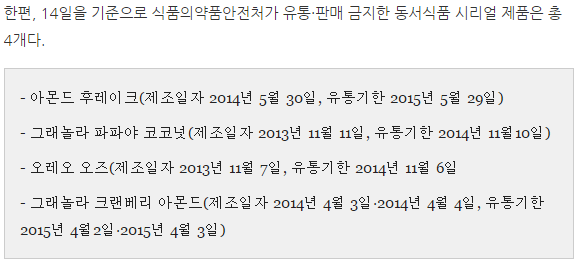 한편, 14일을 기준으로 식품의약품안전처가 유통·판매 금지한 동서식품 시리얼 제품은 총
4개다.
- 아몬드 후레이크(제조일자 2014년 5월 30일, 유통기한 2015년 5월 29일)
- 그래놀라 파파야 코코넛(제조일자 2013년 11월 11일, 유통기한 2014년 11월10일)
- 오레오 오즈(제조일자 2013년 11월 7일, 유통기한 2014년 11월 6일
- 그래놀라 크랜베리 아몬드(제조일자 2014년 4월 3일·2014년 4월 4일, 유통기한
2015년 4월2일·2015년 4월 3일)